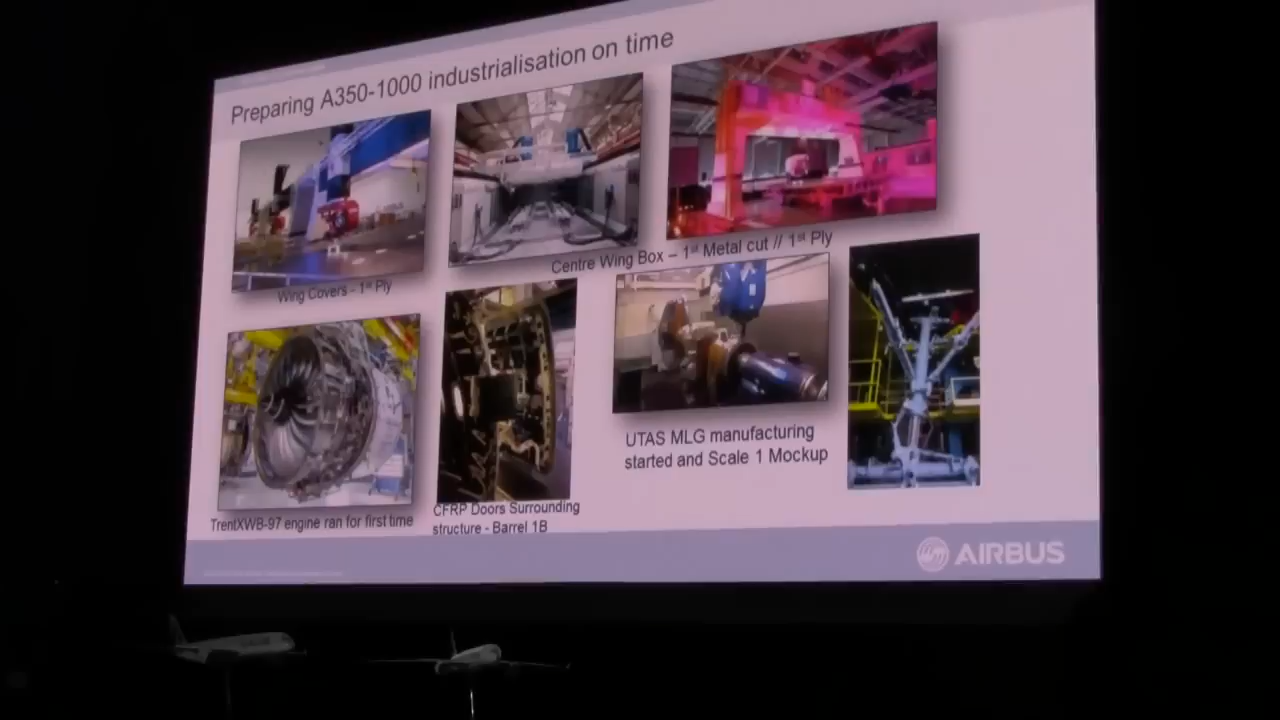 Preparing A350-1000 industrialisation on time
Wing Covers - 1st Ply
Centre Wing Box – 1st Metal cut // 1st Ply
TrentXWB-97 engine ran for first time
CFRP Doors Surrounding
structure - Barrel 1B
UTAS MLG manufacturing
started and Scale 1 Mockup
AIRBUS